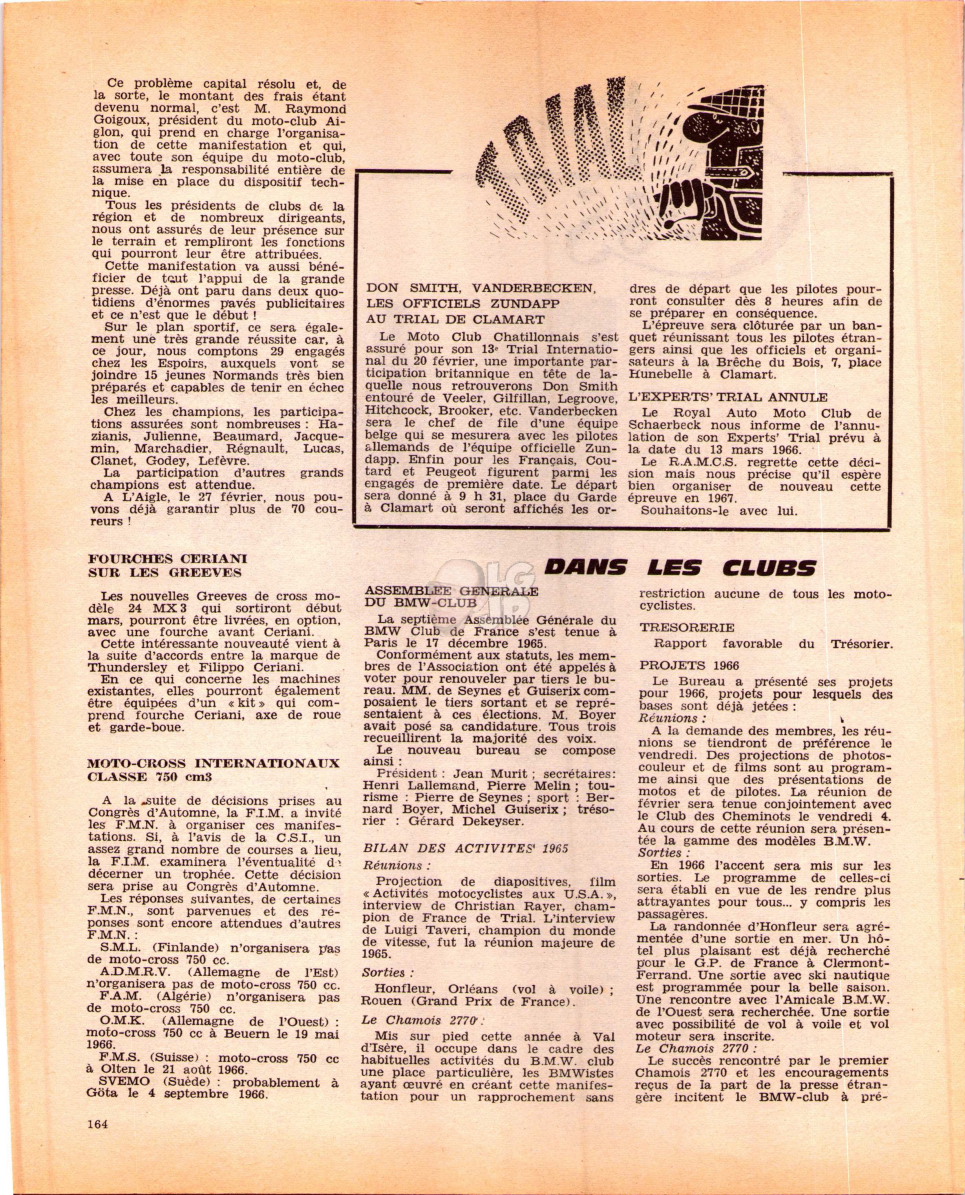 Ce problème capital résolu et, de
la sorte, le montant des frais étant
devenu normal, c'est M. Raymond
Goigoux, président du moto-club Ai-
glon, qui prend en charge l'organisa-
tion de cette manifestation et qui,
avec toute son équipe du moto-club,
assumera la responsabilité entière de
la mise en place du dispositif tech-
nique.
Tous les présidents de clubs de la
région et de nombreux dirigeants,
nous ont assurés de leur présence sur
le terrain et rempliront les fonctions
qui pourront leur être attribuées.
Cette manifestation va aussi béné-
ficier de tout l'appui de la grande
presse. Déjà ont paru dans deux quo-
tidiens d'énormes pavés publicitaires
et ce n'est que le début !
Sur le plan sportif, ce sera égale-
ment une très grande réussite car, à
ce jour, nous comptons 29 engagés
chez les Espoirs, auxquels vont se
joindre 15 jeunes Normands très bien
préparés et capables de tenir en échec
les meilleurs.
Chez les champions, les participa-
tions assurées sont nombreuses : Ha-
zianis, Julienne, Beaumard, Jacque-
min, Marchadier, Régnault, Lucas,
Clanet, Godey, Lefèvre.
La participation d'autres grands
champions est attendue.
A L'Aigle, le 27 février, nous pou-
vons déjà garantir plus de 70 cou-
reurs !
FOURCHES CERIANI
SUR LES GREEVES
Les nouvelles Greeves de cross mo-
dèle 24 MX 3 qui sortiront début
mars, pourront être livrées, en option,
avec une fourche avant Ceriani.
Cette intéressante nouveauté vient à
la suite d'accords entre la marque de
Thundersley et Filippo Ceriani.
En ce qui concerne les machines
existantes, elles pourront également
être équipées d'un « kit » qui com-
prend fourche Ceriani, axe de roue
et garde-boue.
MOTO-CROSS INTERNATIONAUX
CLASSE 750 cm3
A la suite de décisions prises au
Congrès d'Automne, la F.I.M. a invité
les F.M.N. à organiser ces manifes-
tations. Si, à l'avis de la C.S.I., un
assez grand nombre de courses a lieu,
la F.I.M. examinera l'éventualité de
décerner un trophée. Cette décision
sera prise au Congrès d'Automne.
Les réponses suivantes, de certaines
F.M.N., sont parvenues et des ré-
ponses sont encore attendues d'autres
F.M.N. :
S.M.L. (Finlande) n'organisera pas
de moto-cross 750 cc.
A.D.M.R.V. (Allemagne de l'Est)
n'organisera pas de moto-cross 750 cc.
F.A.M. (Algérie) n'organisera pas
de moto-cross 750 cc.
O.M.K. (Allemagne de l'Ouest) :
moto-cross 750 cc à Beuern le 19 mai
1966.
F.M.S. (Suisse) : moto-cross 750 cc
à Olten le 21 août 1966.
SVEMO (Suède) : probablement à
Göta le 4 septembre 1966.
164
TRIAL
DON SMITH, VANDERBECKEN,
LES OFFICIELS ZUNDAPP
AU TRIAL DE CLAMART
Le Moto Club Chatillonnais s'est
assuré pour son 13e Trial Internatio-
nal du 20 février, une importante par-
ticipation britannique en tête de la-
quelle nous retrouverons Don Smith
entouré de Veeler, Gilfillan, Legroove,
Hitchcock, Brooker, etc. Vanderbecken
sera le chef de file d'une équipe
belge qui se mesurera avec les pilotes
allemands de l'équipe officielle Zun-
dapp. Enfin pour les Français, Cou-
tard et Peugeot figurent parmi les
engagés de première date. Le départ
sera donné à 9 h 31, place du Garde
à Clamart où seront affichés les or-
dres de départ que les pilotes pour-
ront consulter dès 8 heures afin de
se préparer en conséquence.
L'épreuve sera clôturée par un ban-
quet réunissant tous les pilotes étran-
gers ainsi que les officiels et organi-
sateurs à la Brêche du Bois, 7, place
Hunebelle à Clamart.
L'EXPERTS' TRIAL ANNULE
Le Royal Auto Moto Club de
Schaerbeck nous informe de l'annu-
lation de son Experts' Trial prévu à
la date du 13 mars 1966.
Le R.A.M.C.S. regrette cette déci-
sion mais nous précise qu'il espère
bien organiser de nouveau cette
épreuve en 1967.
Souhaitons-le avec lui.
DANS LES CLUBS
ASSEMBLEE GENERALE
DU BMW-CLUB
La septième Assemblée Générale du
BMW Club de France s'est tenue à
Paris le 17 décembre 1965.
Conformément aux statuts, les mem-
bres de l'Association ont été appelés à
voter pour renouveler par tiers le bu-
reau. MM. de Seynes et Guiserix com-
posaient le tiers sortant et se repré-
sentaient à ces élections. M. Boyer
avait posé sa candidature. Tous trois
recueillirent la majorité des voix.
Le nouveau bureau se compose
ainsi :
Président : Jean Murit ; secrétaires:
Henri Lallemand, Pierre Melin ; tou-
risme : Pierre de Seynes ; sport : Ber-
nard Boyer, Michel Guiserix ; tréso-
rier : Gérard Dekeyser.
BILAN DES ACTIVITES 1965
Réunions :
Projection de diapositives, film
« Activités motocyclistes aux U.S.A. »,
interview de Christian Rayer, cham-
pion de France de Trial. L'interview
de Luigi Taveri, champion du monde
de vitesse, fut la réunion majeure de
1965.
Sorties :
Honfleur, Orléans (vol à voile) ;
Rouen (Grand Prix de France).
Le Chamois 2770 :
Mis sur pied cette année à Val
d'Isère, il occupe dans le cadre des
habituelles activités du B.M.W. club
une place particulière, les BMWistes
ayant œuvré en créant cette manifes-
tation pour un rapprochement sans
restriction aucune de tous les moto-
cyclistes.
TRESORERIE
Rapport favorable du Trésorier.
PROJETS 1966
Le Bureau a présenté ses projets
pour 1966, projets pour lesquels des
bases sont déjà jetées :
Réunions :
A la demande des membres, les réu-
nions se tiendront de préférence le
vendredi. Des projections de photos-
couleur et de films sont au program-
me ainsi que des présentations de
motos et de pilotes. La réunion de
février sera tenue conjointement avec
le Club des Cheminots le vendredi 4.
Au cours de cette réunion sera présen-
tée la gamme des modèles B.M.W.
Sorties :
En 1966 l'accent sera mis sur les
sorties. Le programme de celles-ci
sera établi en vue de les rendre plus
attrayantes pour tous... y compris les
passagères.
La randonnée d'Honfleur sera agré-
mentée d'une sortie en mer. Un hô-
tel plus plaisant est déjà recherché
pour le G.P. de France à Clermont-
Ferrand. Une sortie avec ski nautique
est programmée pour la belle saison.
Une rencontre avec l'Amicale B.M.W.
de l'Ouest sera recherchée. Une sortie
avec possibilité de vol à voile et vol
moteur sera inscrite.
Le Chamois 2770 :
Le succès rencontré par le premier
Chamois 2770 et les encouragements
reçus de la part de la presse étran-
gère incitent le BMW-club à pré-